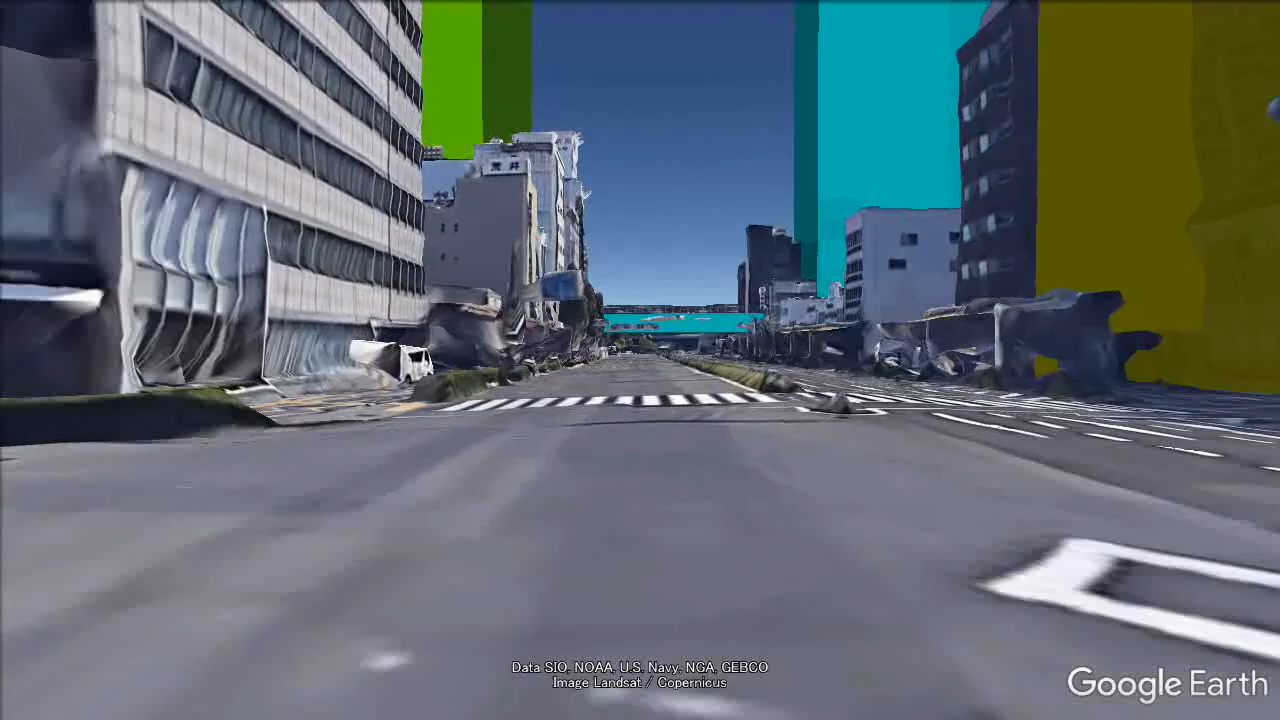 荒井
Data SIO, NOAA, U.S. Navy, NGA, GEBCO
Image Landsat / Copernicus
Google Earth